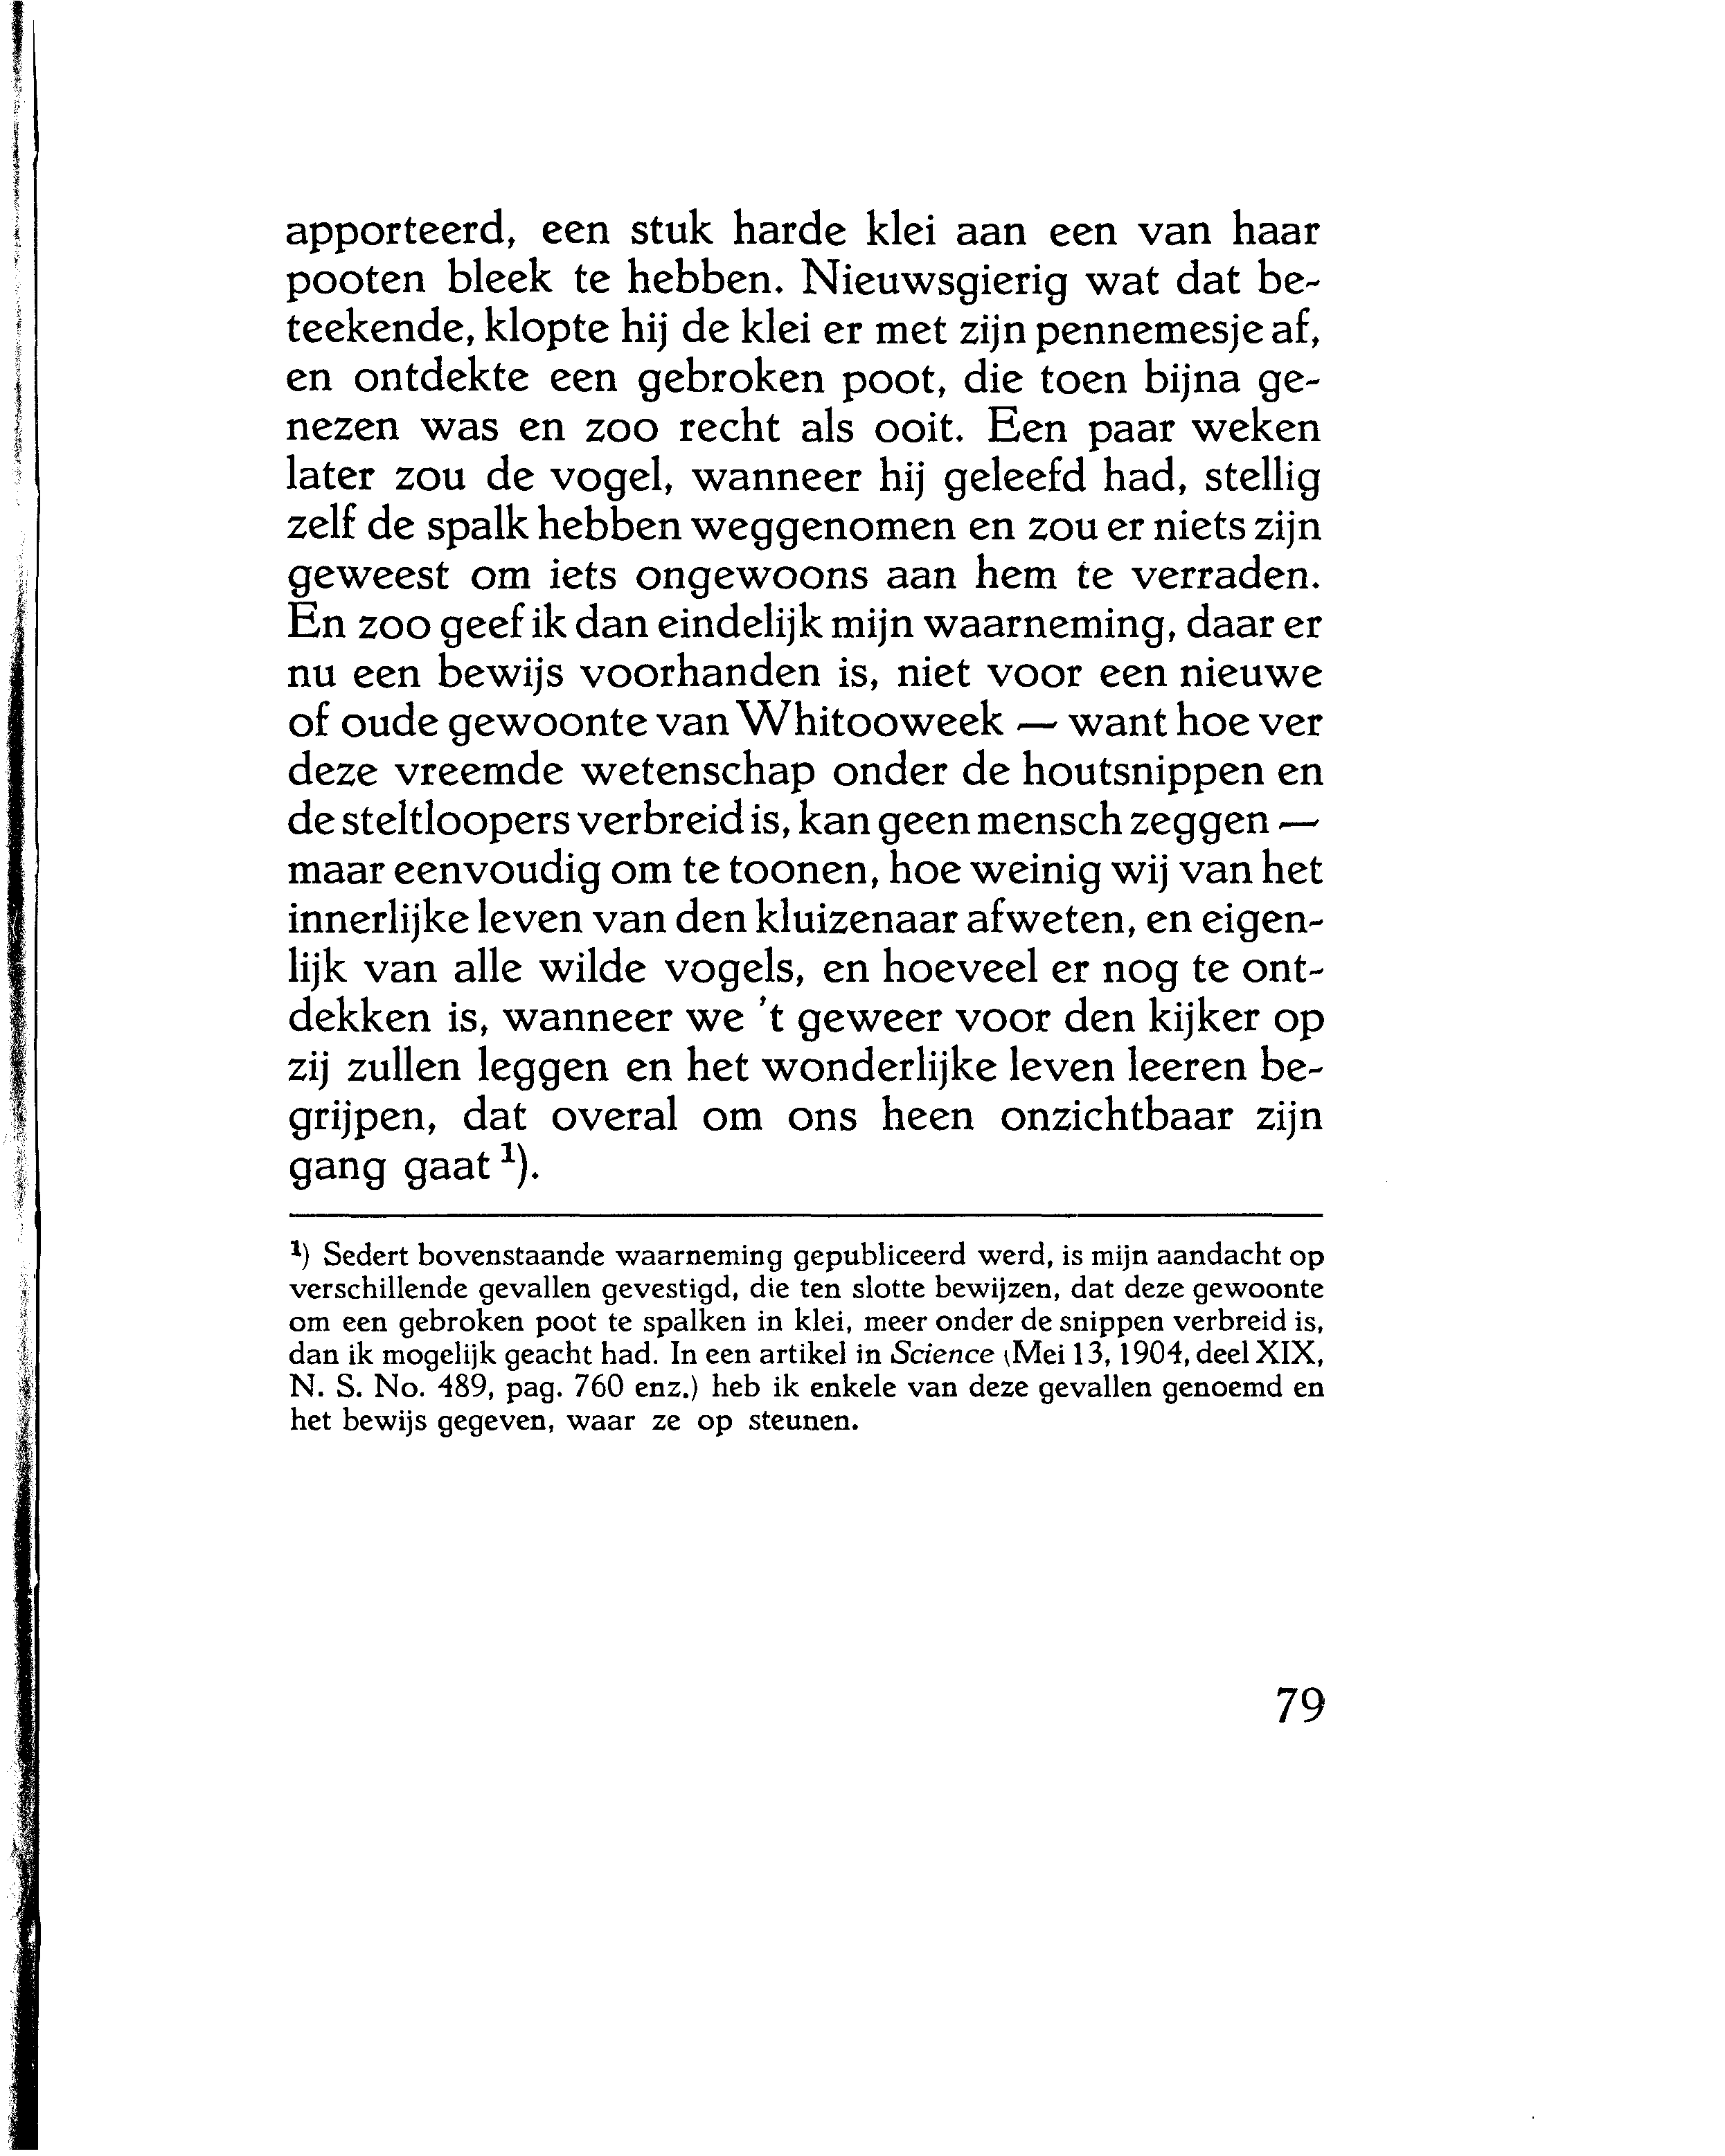 apporteerd, een stuk harde klei aan een van haar
pooten bleek te hebben. Nieuwsgierig wat dat be-
teekende, klopte hij de klei er met zijn pennemesje af,
en ontdekte een gebroken poot, die toen bijna ge-
nezen was en zoo recht als ooit. Een paar weken
later zou de vogel, wanneer hij geleefd had, stellig
zelf de spalk hebben weggenomen en zou er niets zijn
geweest om iets ongewoons aan hem te verraden.
En zoo geef ik dan eindelijk mijn waarneming, daar er
nu een bewijs voorhanden is, niet voor een nieuwe
of oude gewoonte van Whitooweek — want hoe ver
deze vreemde wetenschap onder de houtsnippen en
de steltloopers verbreid is, kan geen mensch zeggen —
maar eenvoudig om te toonen, hoe weinig wij van het
innerlijke leven van den kluizenaar afweten, en eigen-
lijk van alle wilde vogels, en hoeveel er nog te ont-
dekken is, wanneer we 't geweer voor den kijker op
zij zullen leggen en het wonderlijke leven leeren be-
grijpen, dat overal om ons heen onzichtbaar zijn
gang gaat ¹).
¹) Sedert bovenstaande waarneming gepubliceerd werd, is mijn aandacht op
verschillende gevallen gevestigd, die ten slotte bewijzen, dat deze gewoonte
om een gebroken poot te spalken in klei, meer onder de snippen verbreid is,
dan ik mogelijk geacht had. In een artikel in Science (Mei 13, 1904, deel XIX,
N. S. No. 489, pag. 760 enz.) heb ik enkele van deze gevallen genoemd en
het bewijs gegeven, waar ze op steunen.
79